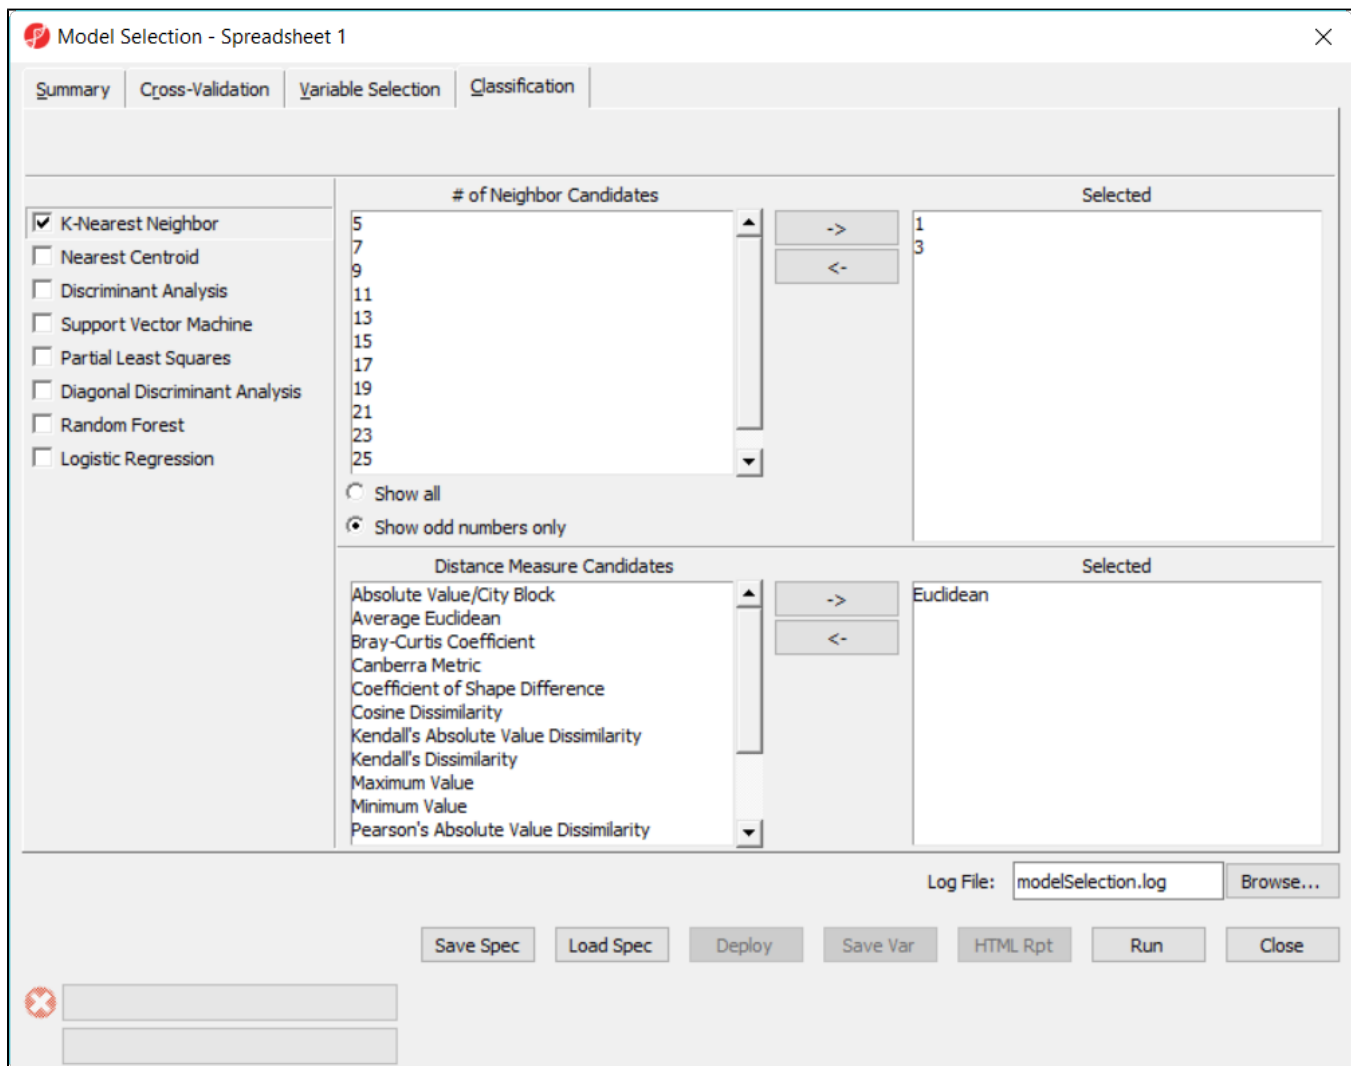 Model Selection - Spreadsheet 1
Summary
Cross-Validation
Variable Selection
Classification
K-Nearest Neighbor
Nearest Centroid
Discriminant Analysis
Support Vector Machine
Partial Least Squares
Diagonal Discriminant Analysis
Random Forest
Logistic Regression
# of Neighbor Candidates
5
7
9
11
13
15
17
19
21
23
25
Show all
Show odd numbers only
->
<-
Selected
1
3
Distance Measure Candidates
Absolute Value/City Block
Average Euclidean
Bray-Curtis Coefficient
Canberra Metric
Coefficient of Shape Difference
Cosine Dissimilarity
Kendall's Absolute Value Dissimilarity
Kendall's Dissimilarity
Maximum Value
Minimum Value
Pearson's Absolute Value Dissimilarity
->
<-
Selected
Euclidean
Log File: modelSelection.log Browse...
Save Spec
Load Spec
Deploy
Save Var
HTML Rpt
Run
Close